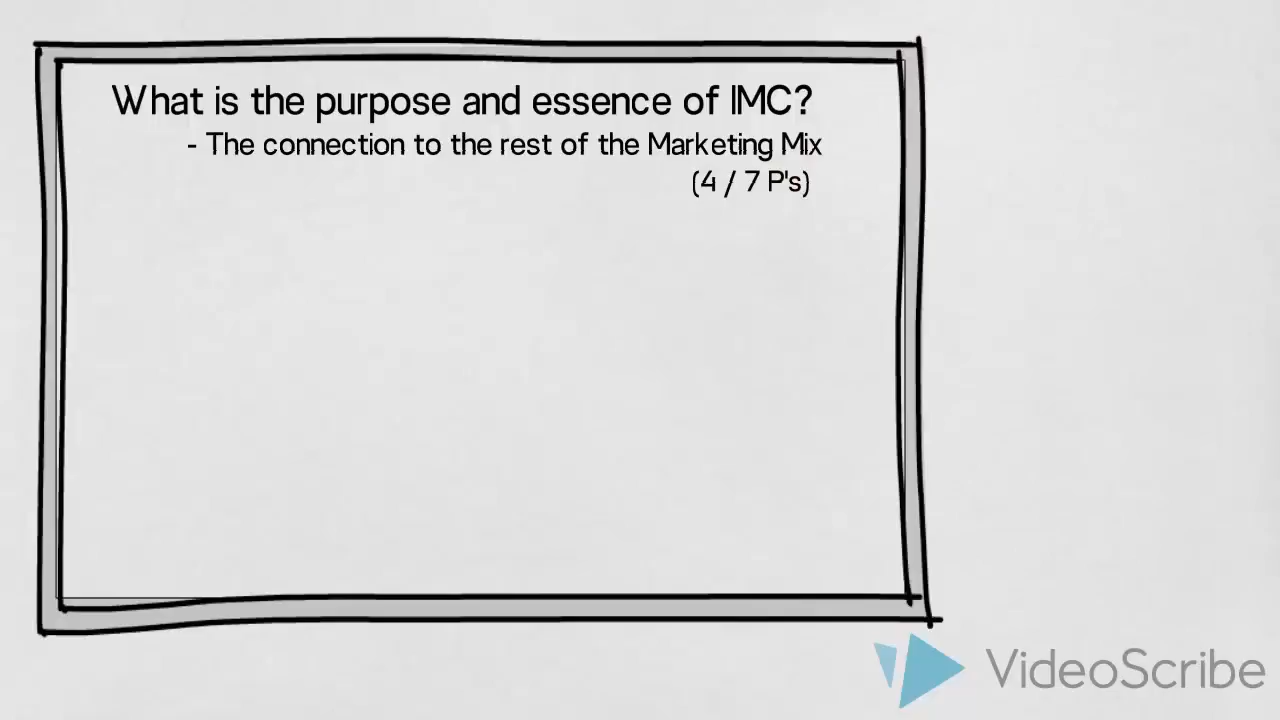 What is the purpose and essence of IMC?
- The connection to the rest of the Marketing Mix
(4 / 7 P's)
VideoScribe